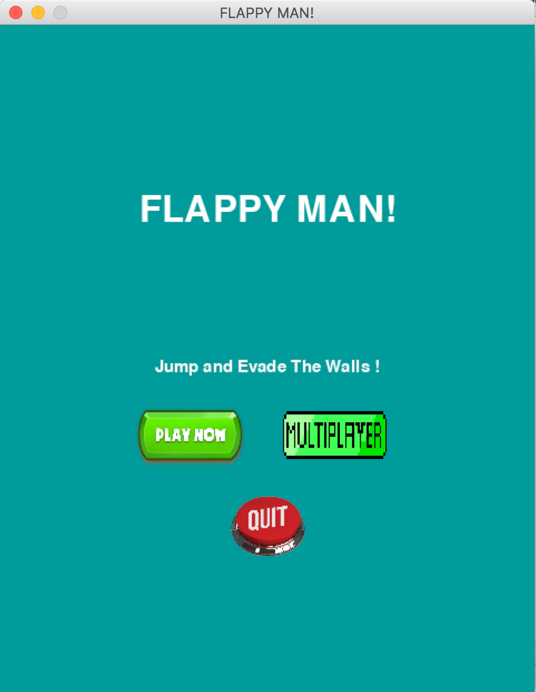 FLAPPY MAN!
FLAPPY MAN!
Jump and Evade The Walls !
PLAY NOW
MULTIPLAYER
QUIT